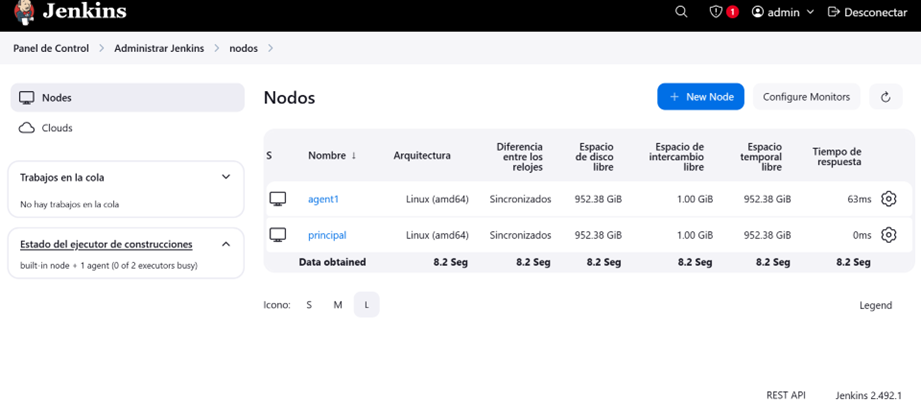 Jenkins
1
admin
Desconectar
Panel de Control
Administrar Jenkins
nodos
Nodes
Clouds
Trabajos en la cola
No hay trabajos en la cola
Estado del ejecutor de construcciones
built-in node + 1 agent (0 of 2 executors busy)
Nodos
+ New Node
Configure Monitors
S Nombre ↓ Arquitectura Diferencia entre los relojes Espacio de disco libre Espacio de intercambio libre Espacio temporal libre Tiempo de respuesta
agent1 Linux (amd64) Sincronizados 952.38 GiB 1.00 GiB 952.38 GiB 63ms
principal Linux (amd64) Sincronizados 952.38 GiB 1.00 GiB 952.38 GiB 0ms
Data obtained 8.2 Seg 8.2 Seg 8.2 Seg 8.2 Seg 8.2 Seg 8.2 Seg
Icono: S M L
Legend
REST API
Jenkins 2.492.1